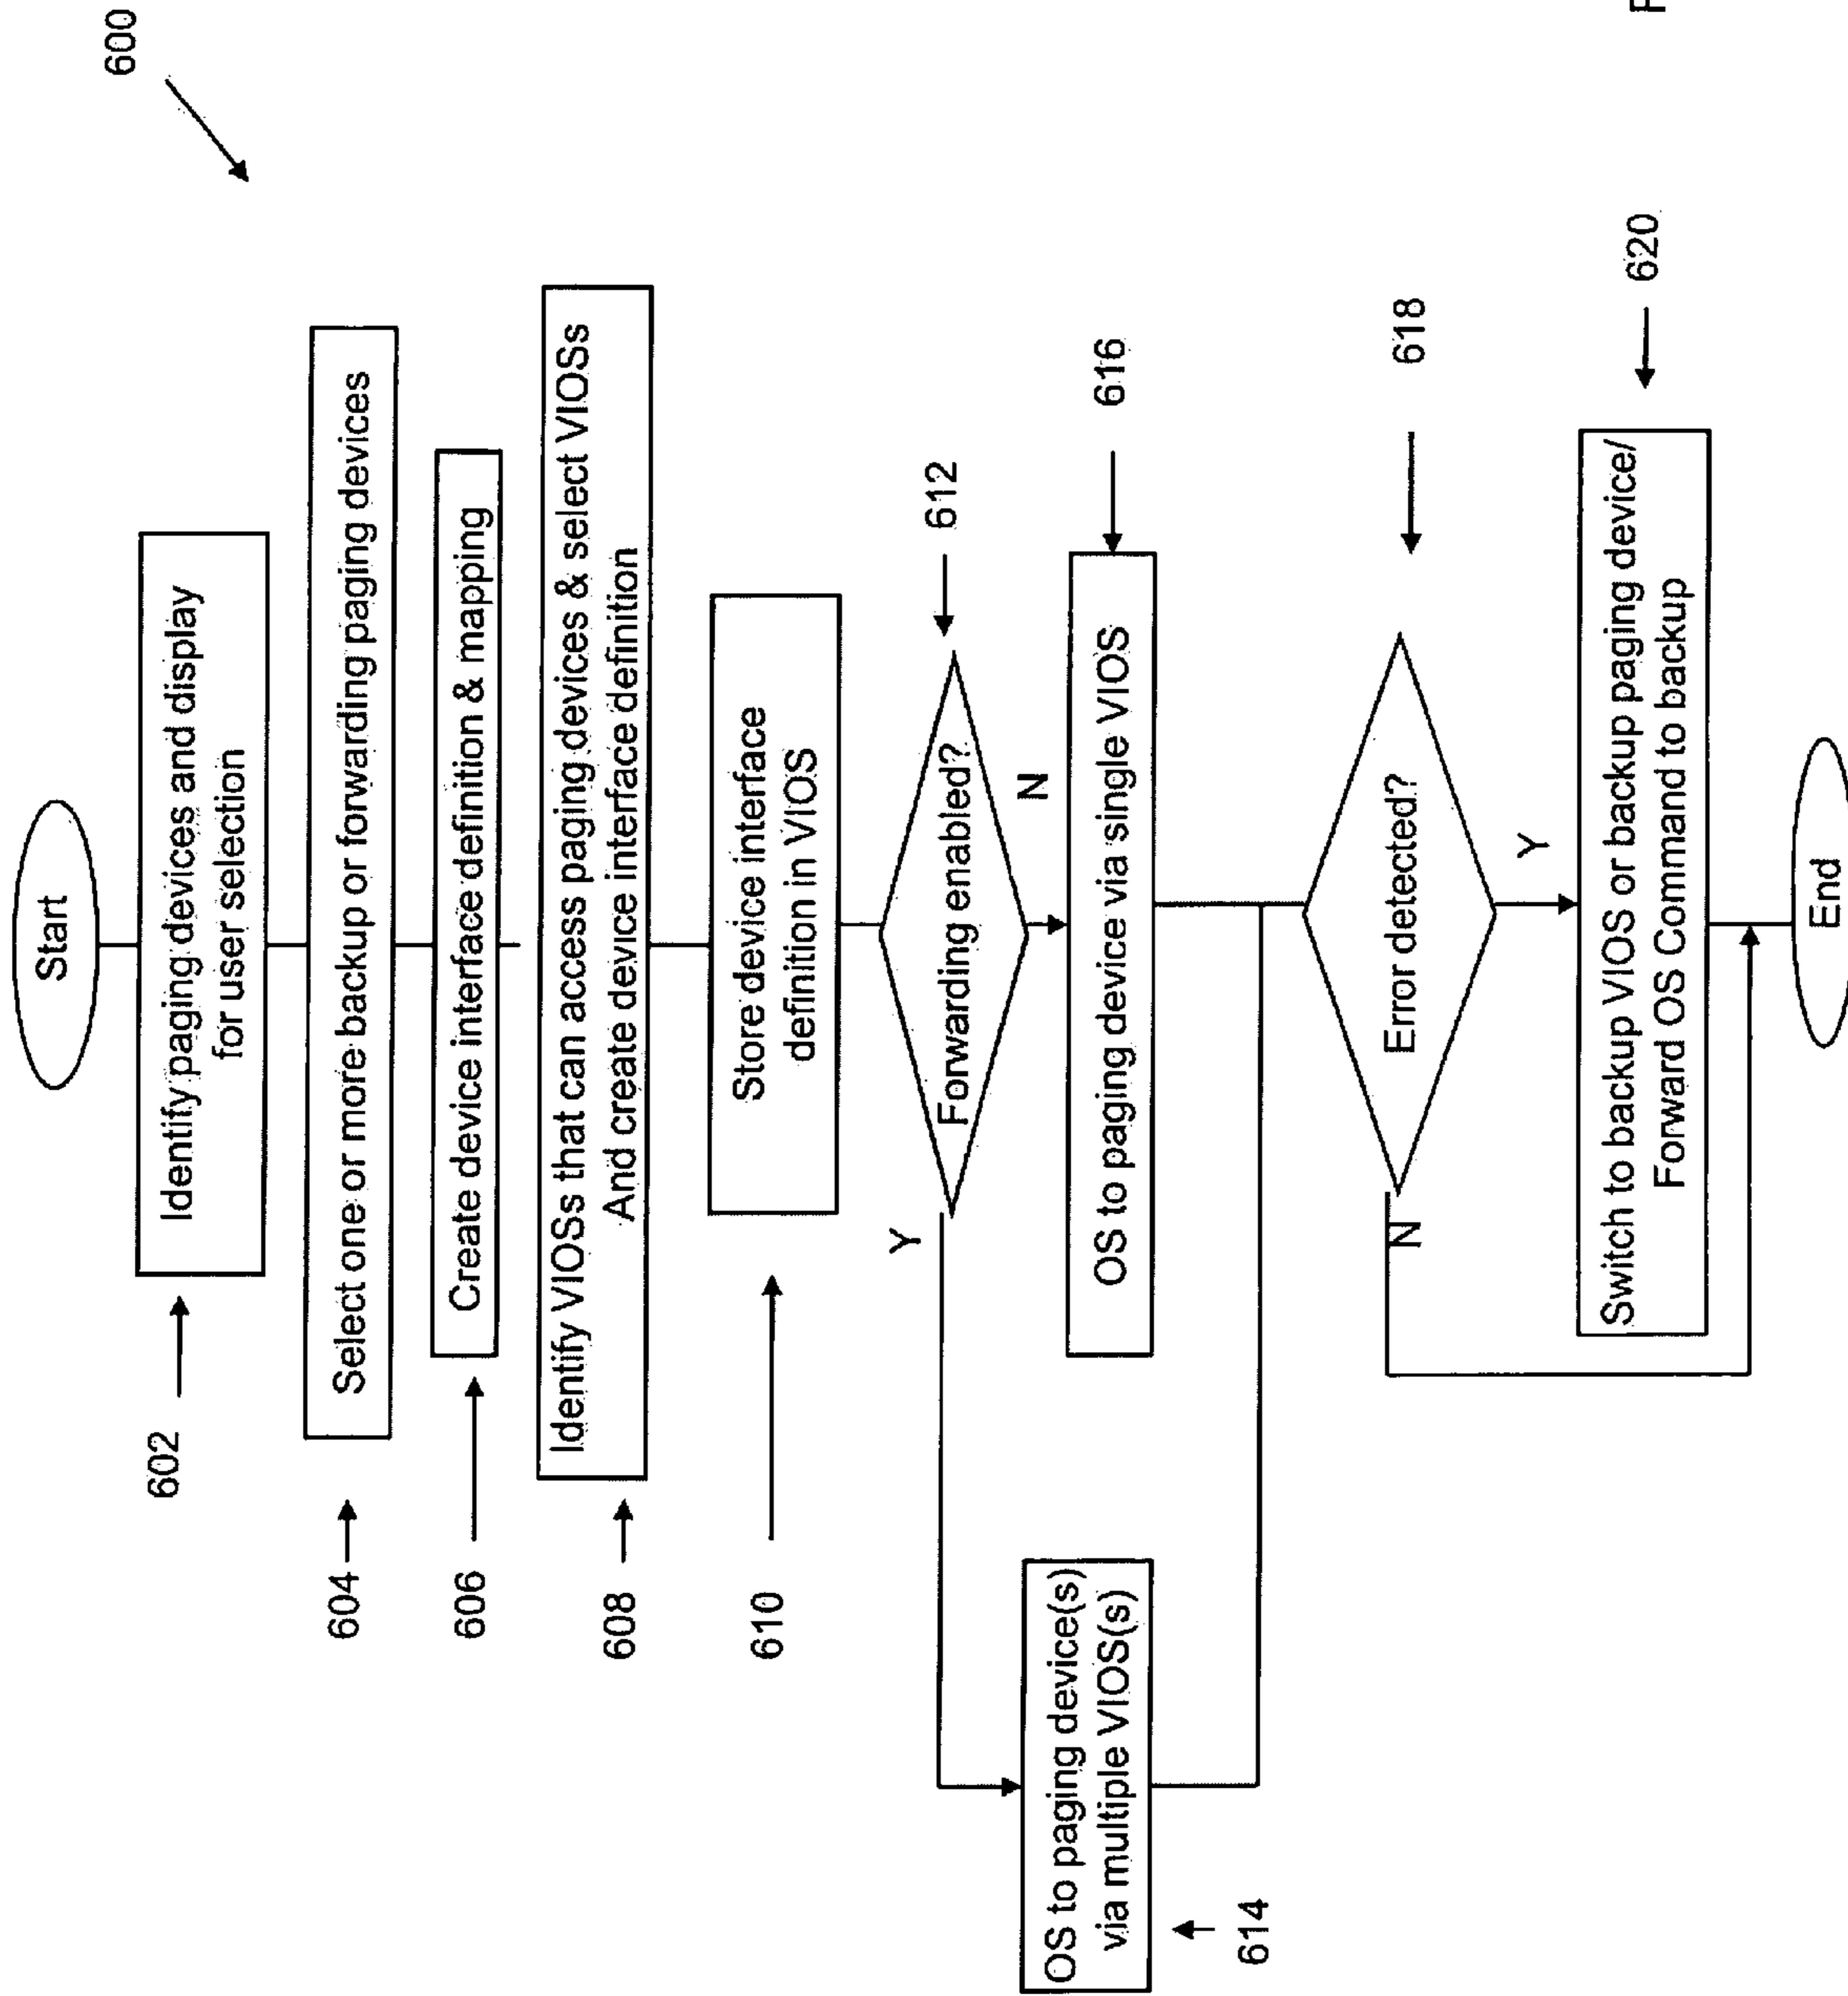 600
Start
602
Identify paging devices and display
for user selection
604
Select one or more backup or forwarding paging devices
606
Create device interface definition & mapping
608
Identify VIOSs that can access paging devices & select VIOSs
And create device interface definition
610
Store device interface
definition in VIOS
612
Forwarding enabled?
Y
N
614
OS to paging device(s)
via multiple VIOS(s)
616
OS to paging device via single VIOS
618
Error detected?
N
Y
620
Switch to backup VIOS or backup paging device/
Forward OS Command to backup
End